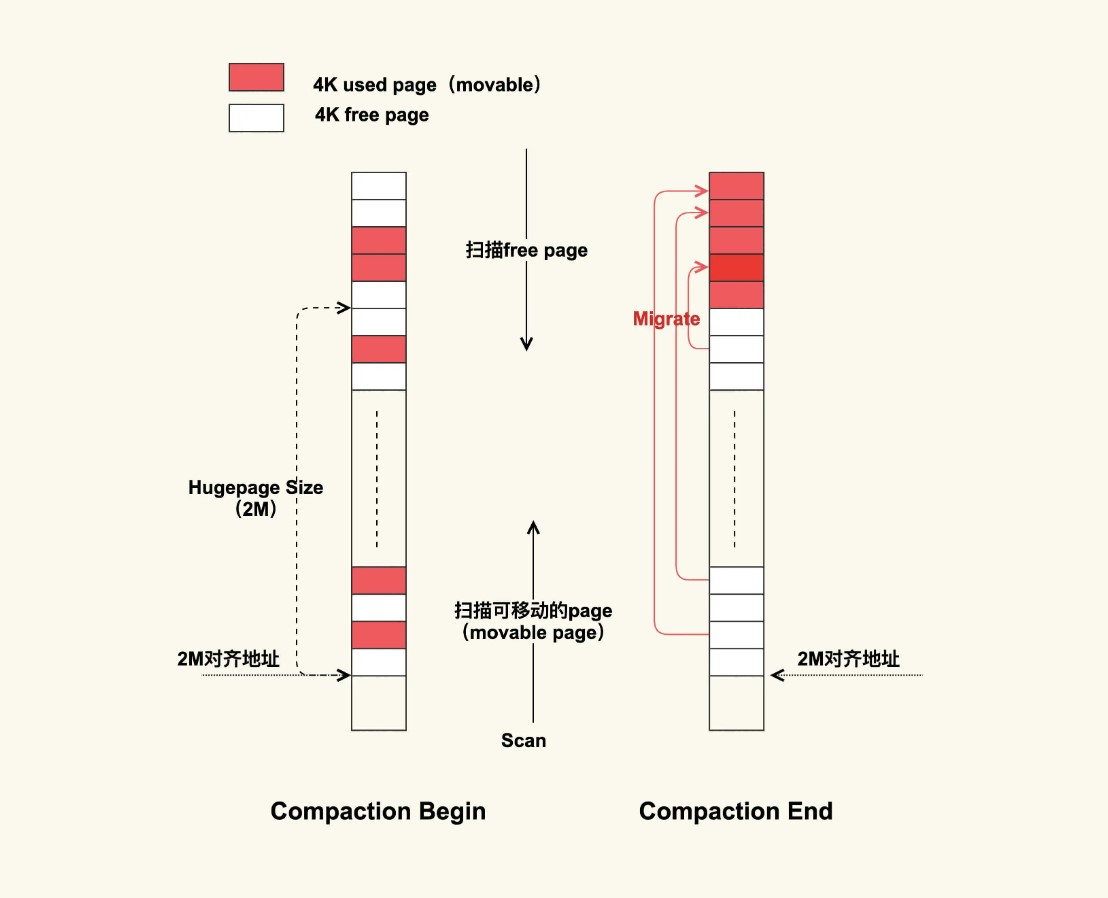 4K used page（movable）
4K free page
扫描free page
Migrate
Hugepage Size
（2M）
扫描可移动的page
（movable page）
2M对齐地址
2M对齐地址
Scan
Compaction Begin
Compaction End